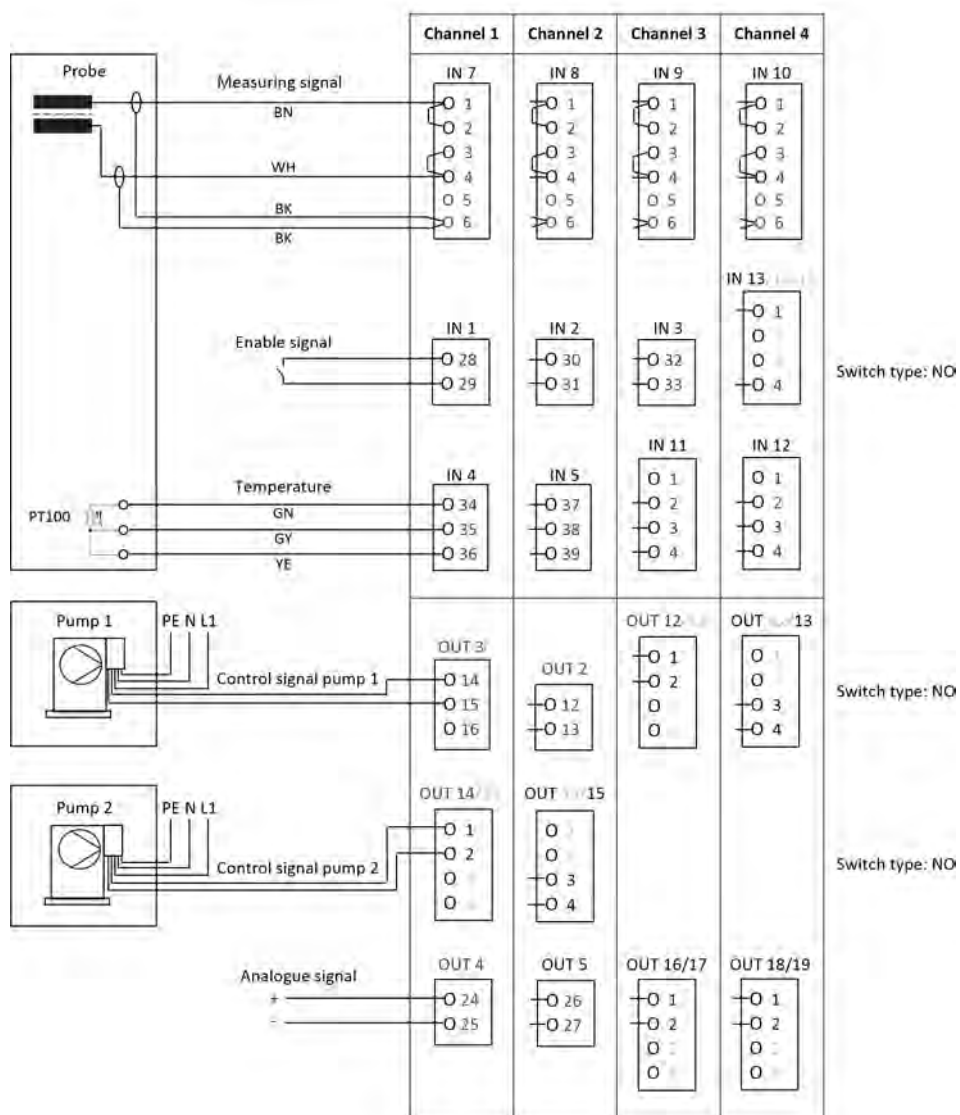 Channel 1 Channel 2 Channel 3 Channel 4
Probe
Measuring signal
BN
WH
BK
BK
IN 7 IN 8 IN 9 IN 10
1 1 1 1
2 2 2 2
3 3 3 3
4 4 4 4
5 5 5 5
6 6 6 6
IN 13
1
4
Enable signal
IN 1 IN 2 IN 3
28 30 32
29 31 33
Switch type: NO
IN 11 IN 12
IN 4 IN 5
Temperature
PT100
GN
GY
YE
34 37
35 38
36 39
1 1
2 2
3 3
4 4
Pump 1 PE N L1
Control signal pump 1
OUT 3/ OUT 2 OUT 12 OUT /13
14 12 1
15 13 2
16
3
4
Switch type: NO
Pump 2 PE N L1
Control signal pump 2
OUT 14/ OUT /15
1
2
3
4
Switch type: NO
Analogue signal
+
-
OUT 4 OUT 5 OUT 16/17 OUT 18/19
24 26 1 1
25 27 2 2